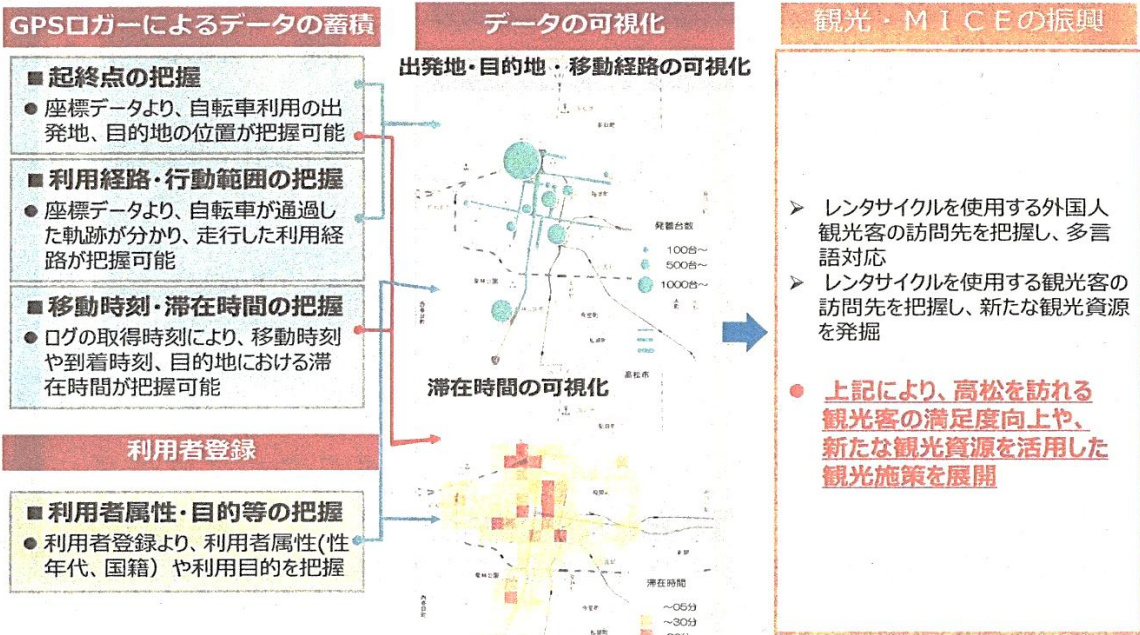 GPSロガーによるデータの蓄積
■起終点の把握
● 座標データより、自転車利用の出
発地、目的地の位置が把握可能
■利用経路・行動範囲の把握
● 座標データより、自転車が通過し
た軌跡が分かり、走行した利用経
路が把握可能
■移動時刻・滞在時間の把握
● ログの取得時刻により、移動時刻
や到着時刻、目的地における滞
在時間が把握可能
利用者登録
■利用者属性・目的等の把握
● 利用者登録より、利用者属性(性
年代、国籍）や利用目的を把握
データの可視化
出発地・目的地・移動経路の可視化
発着台数
100台～
500台～
1000台～
栗林公園
高松市
滞在時間の可視化
栗林公園
滞在時間
～05分
～30分
観光・ＭＩＣＥの振興
➢ レンタサイクルを使用する外国人
観光客の訪問先を把握し、多言
語対応
➢ レンタサイクルを使用する観光客の
訪問先を把握し、新たな観光資源
を発掘
● 上記により、高松を訪れる
観光客の満足度向上や、
新たな観光資源を活用した
観光施策を展開